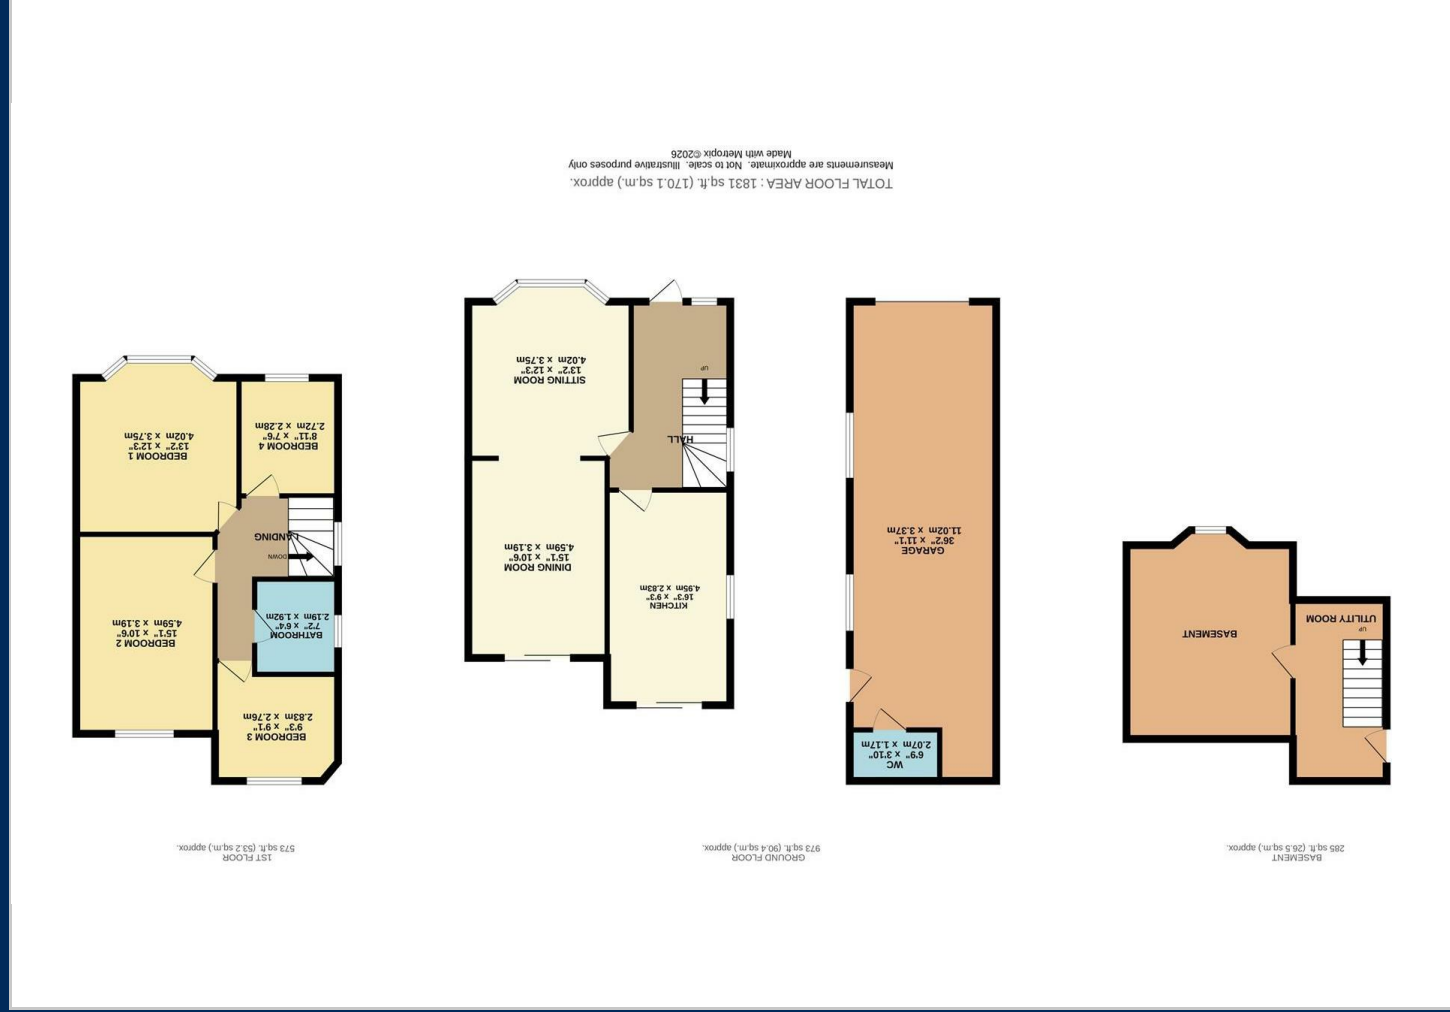 BASEMENT
285 sq.ft. (26.5 sq.m.) approx.
GROUND FLOOR
973 sq.ft. (90.4 sq.m.) approx.
1ST FLOOR
573 sq.ft. (53.2 sq.m.) approx.
UTILITY ROOM
UP
BASEMENT
WC
6'9" x 3'10"
2.07m x 1.17m
GARAGE
36'2" x 11'1"
11.02m x 3.37m
KITCHEN
16'3" x 9'3"
4.95m x 2.83m
DINING ROOM
15'1" x 10'6"
4.59m x 3.19m
HALL
UP
SITTING ROOM
13'2" x 12'3"
4.02m x 3.75m
BEDROOM 3
9'3" x 9'1"
2.83m x 2.76m
BATHROOM
7'2" x 6'4"
2.19m x 1.92m
BEDROOM 2
15'1" x 10'6"
4.59m x 3.19m
DOWN
LANDING
BEDROOM 4
8'11" x 7'6"
2.72m x 2.28m
BEDROOM 1
13'2" x 12'3"
4.02m x 3.75m
TOTAL FLOOR AREA : 1831 sq.ft. (170.1 sq.m.) approx.
Measurements are approximate. Not to scale. Illustrative purposes only
Made with Metropix ©2026